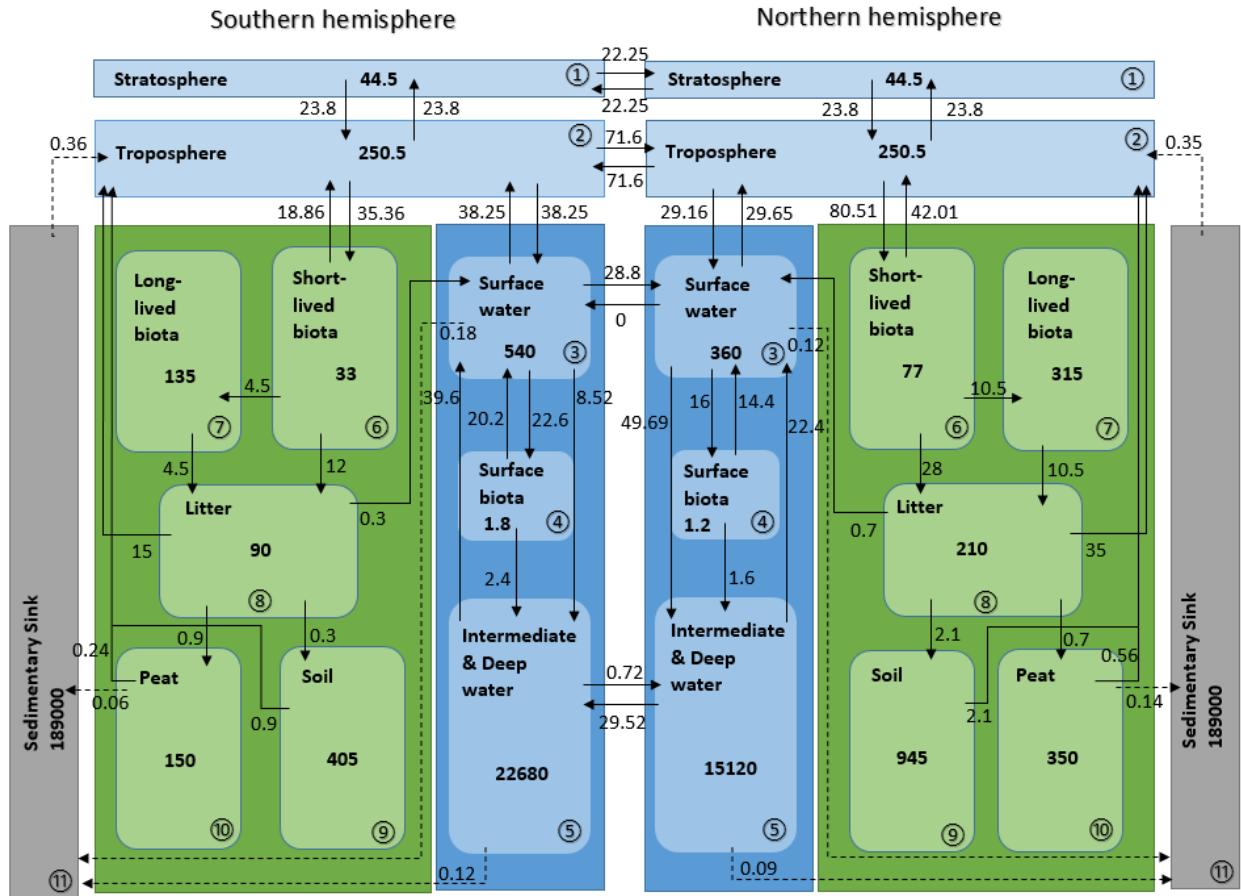 Southern hemisphere
Northern hemisphere
22.25
Stratosphere 44.5 ①
Stratosphere 44.5 ①
23.8 23.8
22.25
23.8 23.8
0.36
②
Troposphere 250.5
71.6
71.6
②
Troposphere 250.5
0.35
18.86 35.36
38.25 38.25
29.16 29.65
80.51 42.01
Long-
lived
biota
135
⑦
Short-
lived
biota
33
⑥
4.5
Surface
water
540 ③
28.8
0
Surface
water
360 ③
Short-
lived
biota
77
⑥
Long-
lived
biota
315
⑦
10.5
0.18
0.12
39.6
20.2
22.6
8.52
49.69
16
14.4
22.4
4.5
12
28
10.5
Litter
90
⑧
0.3
15
Surface
biota
1.8 ④
Surface
biota
1.2 ④
Litter
210
⑧
0.7
35
2.4
1.6
0.9
0.3
2.1
0.7
0.24
0.06
0.9
0.56
0.14
2.1
Peat
150
⑩
Soil
405
⑨
Intermediate
& Deep
water
22680
⑤
0.72
29.52
Intermediate
& Deep
water
15120
⑤
Soil
945
⑨
Peat
350
⑩
0.12
0.09
Sedimentary Sink
189000
⑪
Sedimentary Sink
189000
⑪